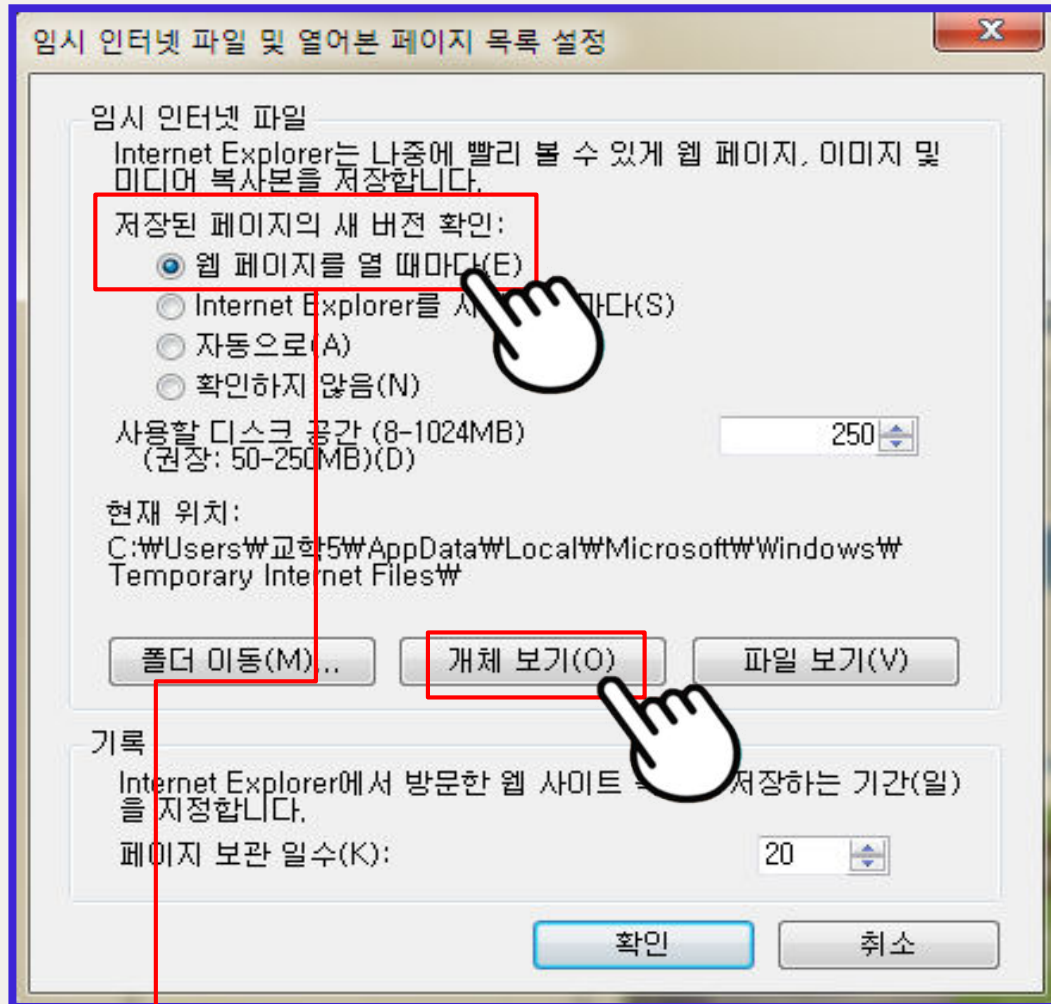 임시 인터넷 파일 및 열어본 페이지 목록 설정
임시 인터넷 파일
Internet Explorer는 나중에 빨리 볼 수 있게 웹 페이지, 이미지 및
미디어 복사본을 저장합니다.
저장된 페이지의 새 버전 확인:
웹 페이지를 열 때마다(E)
Internet Explorer를 마다(S)
자동으로(A)
확인하지 않음(N)
사용할 디스크 공간 (8-1024MB)
250
(권장: 50-250MB)(D)
현재 위치:
C:₩Users₩교학5₩AppData₩Local₩Microsoft₩Windows₩
Temporary Internet Files₩
폴더 이동(M)... 개체 보기(O) 파일 보기(V)
기록
Internet Explorer에서 방문한 웹 사이트 저장하는 기간(일)
을 지정합니다.
페이지 보관 일수(K): 20
확인 취소